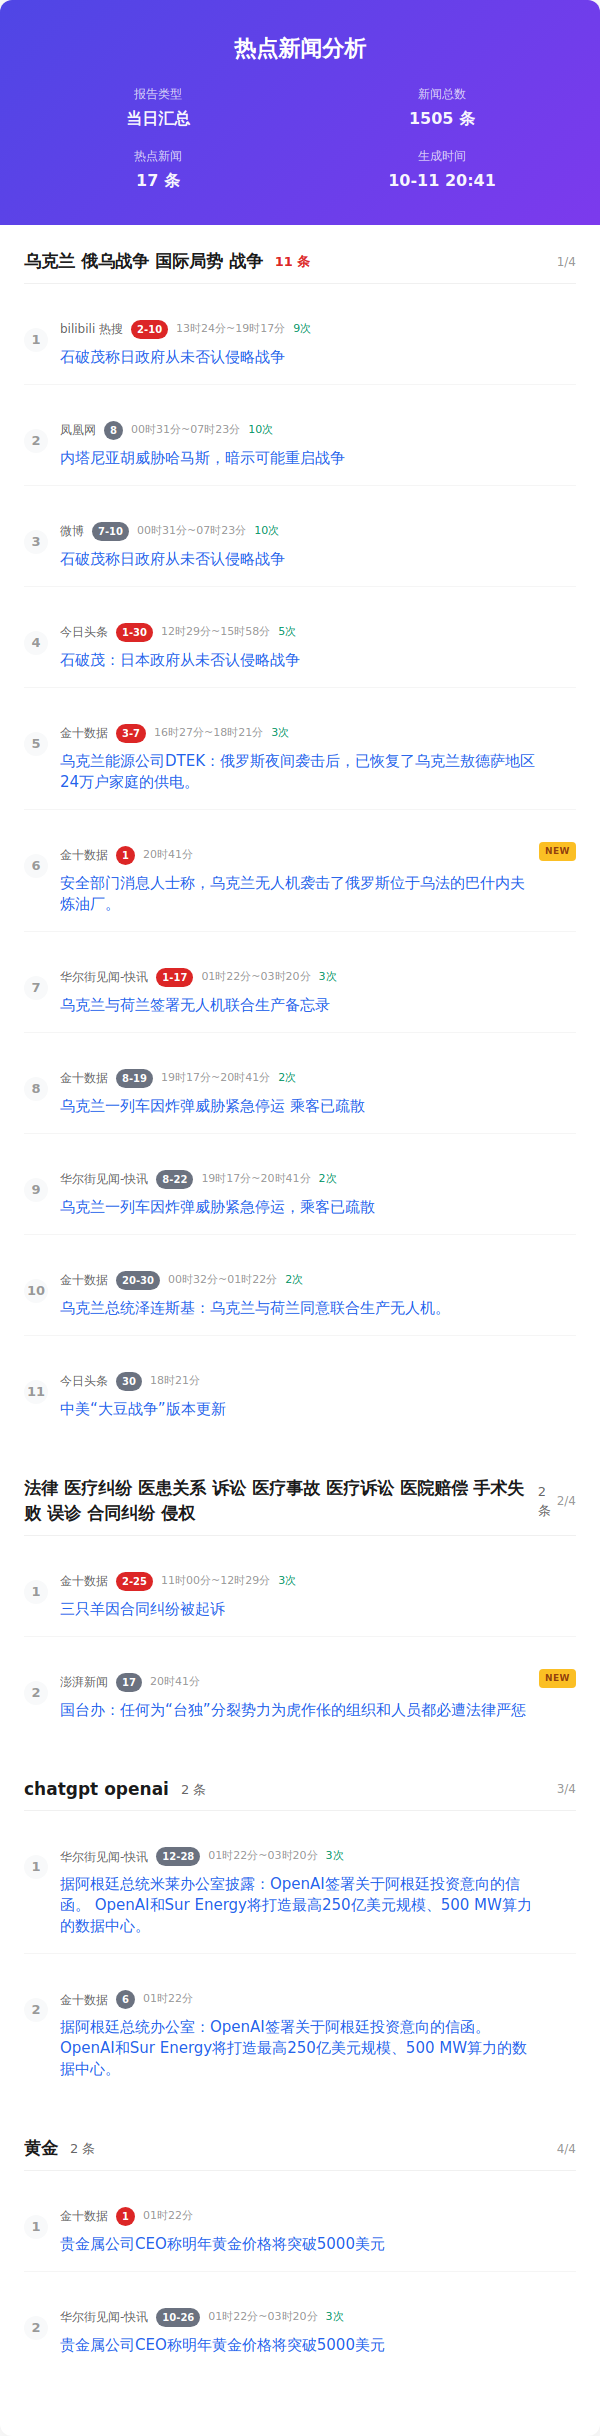 热点新闻分析
报告类型
当日汇总
新闻总数
1505 条
热点新闻
17 条
生成时间
10-11 20:41
乌克兰 俄乌战争 国际局势 战争 11 条 1/4
1
bilibili 热搜 2-10 13时24分~19时17分 9次
石破茂称日政府从未否认侵略战争
2
凤凰网 8 00时31分~07时23分 10次
内塔尼亚胡威胁哈马斯，暗示可能重启战争
3
微博 7-10 00时31分~07时23分 10次
石破茂称日政府从未否认侵略战争
4
今日头条 1-30 12时29分~15时58分 5次
石破茂：日本政府从未否认侵略战争
5
金十数据 3-7 16时27分~18时21分 3次
乌克兰能源公司DTEK：俄罗斯夜间袭击后，已恢复了乌克兰敖德萨地区
24万户家庭的供电。
6
金十数据 1 20时41分 NEW
安全部门消息人士称，乌克兰无人机袭击了俄罗斯位于乌法的巴什内夫
炼油厂。
7
华尔街见闻-快讯 1-17 01时22分~03时20分 3次
乌克兰与荷兰签署无人机联合生产备忘录
8
金十数据 8-19 19时17分~20时41分 2次
乌克兰一列车因炸弹威胁紧急停运 乘客已疏散
9
华尔街见闻-快讯 8-22 19时17分~20时41分 2次
乌克兰一列车因炸弹威胁紧急停运，乘客已疏散
10
金十数据 20-30 00时32分~01时22分 2次
乌克兰总统泽连斯基：乌克兰与荷兰同意联合生产无人机。
11
今日头条 30 18时21分
中美“大豆战争”版本更新
法律 医疗纠纷 医患关系 诉讼 医疗事故 医疗诉讼 医院赔偿 手术失
败 误诊 合同纠纷 侵权
2
条
2/4
1
金十数据 2-25 11时00分~12时29分 3次
三只羊因合同纠纷被起诉
2
澎湃新闻 17 20时41分 NEW
国台办：任何为“台独”分裂势力为虎作伥的组织和人员都必遭法律严惩
chatgpt openai 2 条 3/4
1
华尔街见闻-快讯 12-28 01时22分~03时20分 3次
据阿根廷总统米莱办公室披露：OpenAI签署关于阿根廷投资意向的信
函。 OpenAI和Sur Energy将打造最高250亿美元规模、500 MW算力
的数据中心。
2
金十数据 6 01时22分
据阿根廷总统办公室：OpenAI签署关于阿根廷投资意向的信函。
OpenAI和Sur Energy将打造最高250亿美元规模、500 MW算力的数
据中心。
黄金 2 条 4/4
1
金十数据 1 01时22分
贵金属公司CEO称明年黄金价格将突破5000美元
2
华尔街见闻-快讯 10-26 01时22分~03时20分 3次
贵金属公司CEO称明年黄金价格将突破5000美元